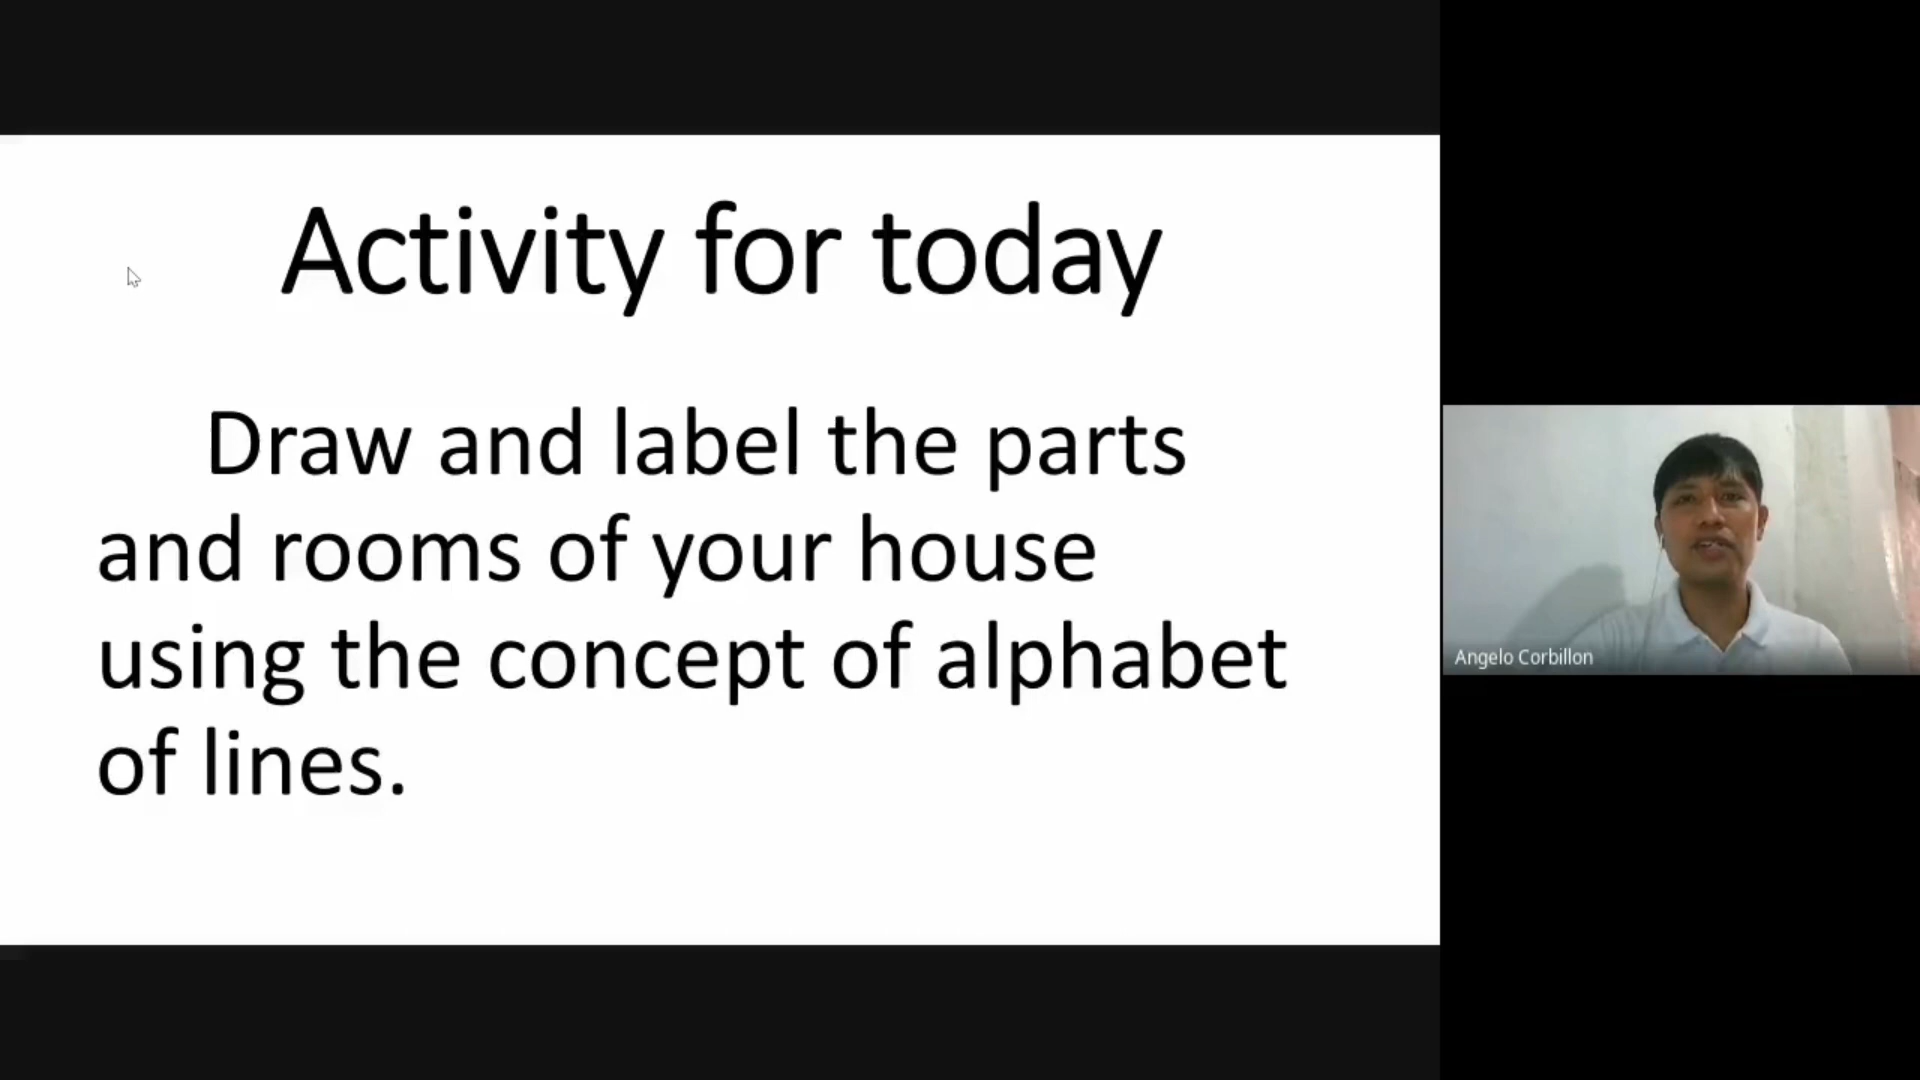 Activity for today
Draw and label the parts
and rooms of your house
using the concept of alphabet
of lines.
Angelo Corbillon